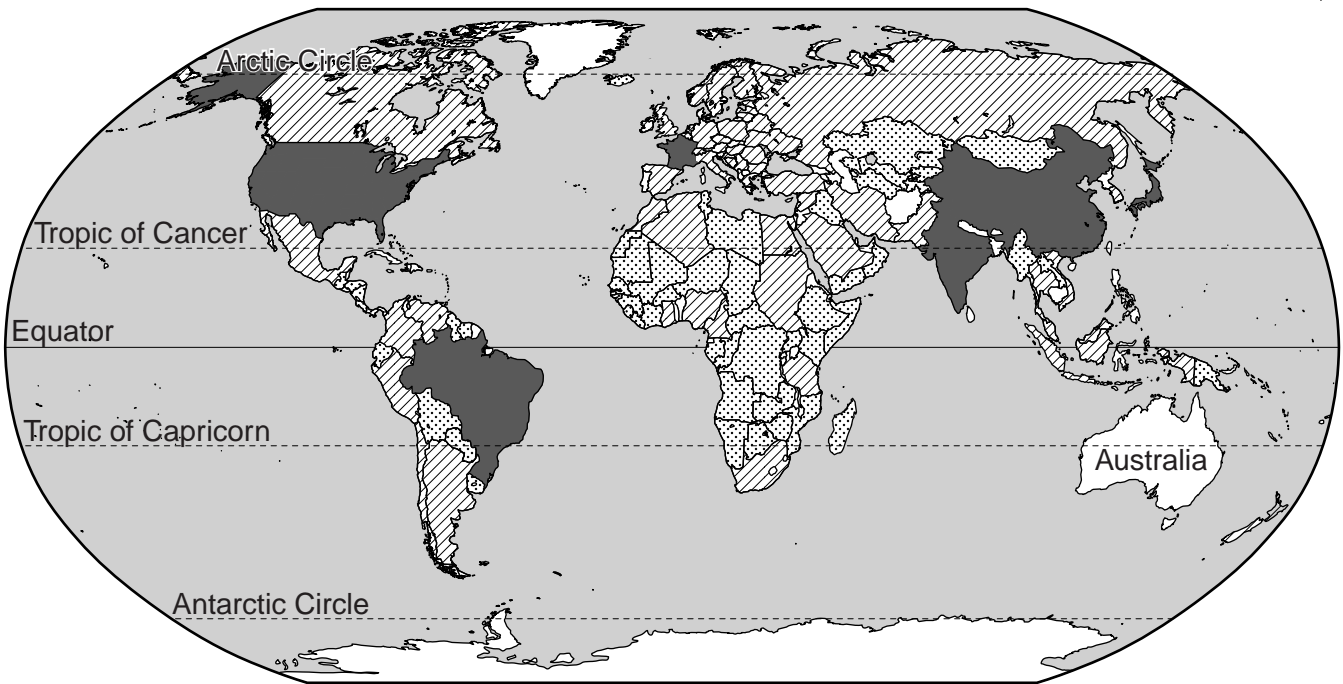 Arctic Circle
Tropic of Cancer
Equator
Tropic of Capricorn
Australia
Antarctic Circle